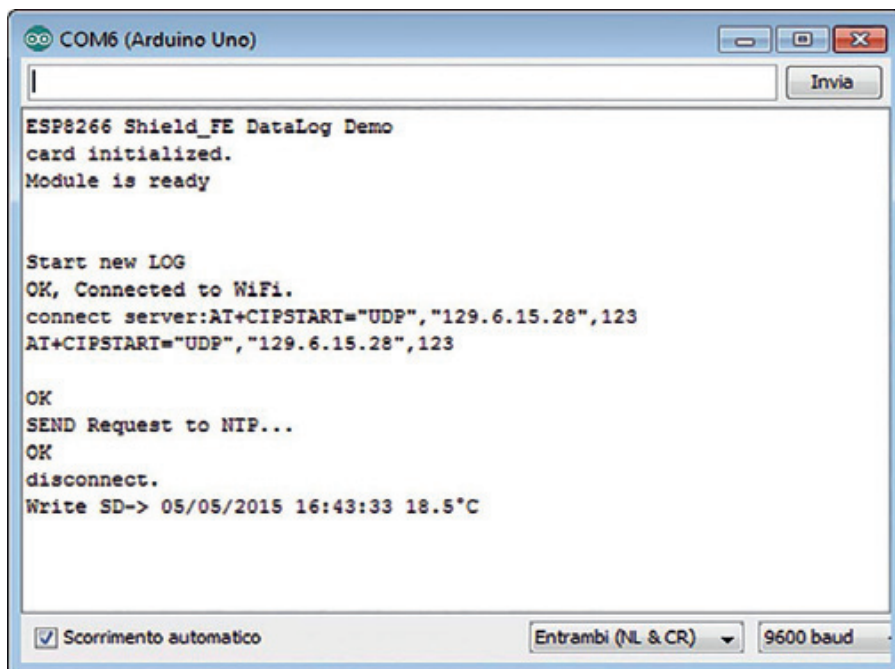 COM6 (Arduino Uno)
Invia
ESP8266 Shield_FE DataLog Demo
card initialized.
Module is ready
Start new LOG
OK, Connected to WiFi.
connect server:AT+CIPSTART="UDP","129.6.15.28",123
AT+CIPSTART="UDP","129.6.15.28",123
OK
SEND Request to NTP...
OK
disconnect.
Write SD-> 05/05/2015 16:43:33 18.5°C
Scorrimento automatico
Entrambi (NL & CR)
9600 baud